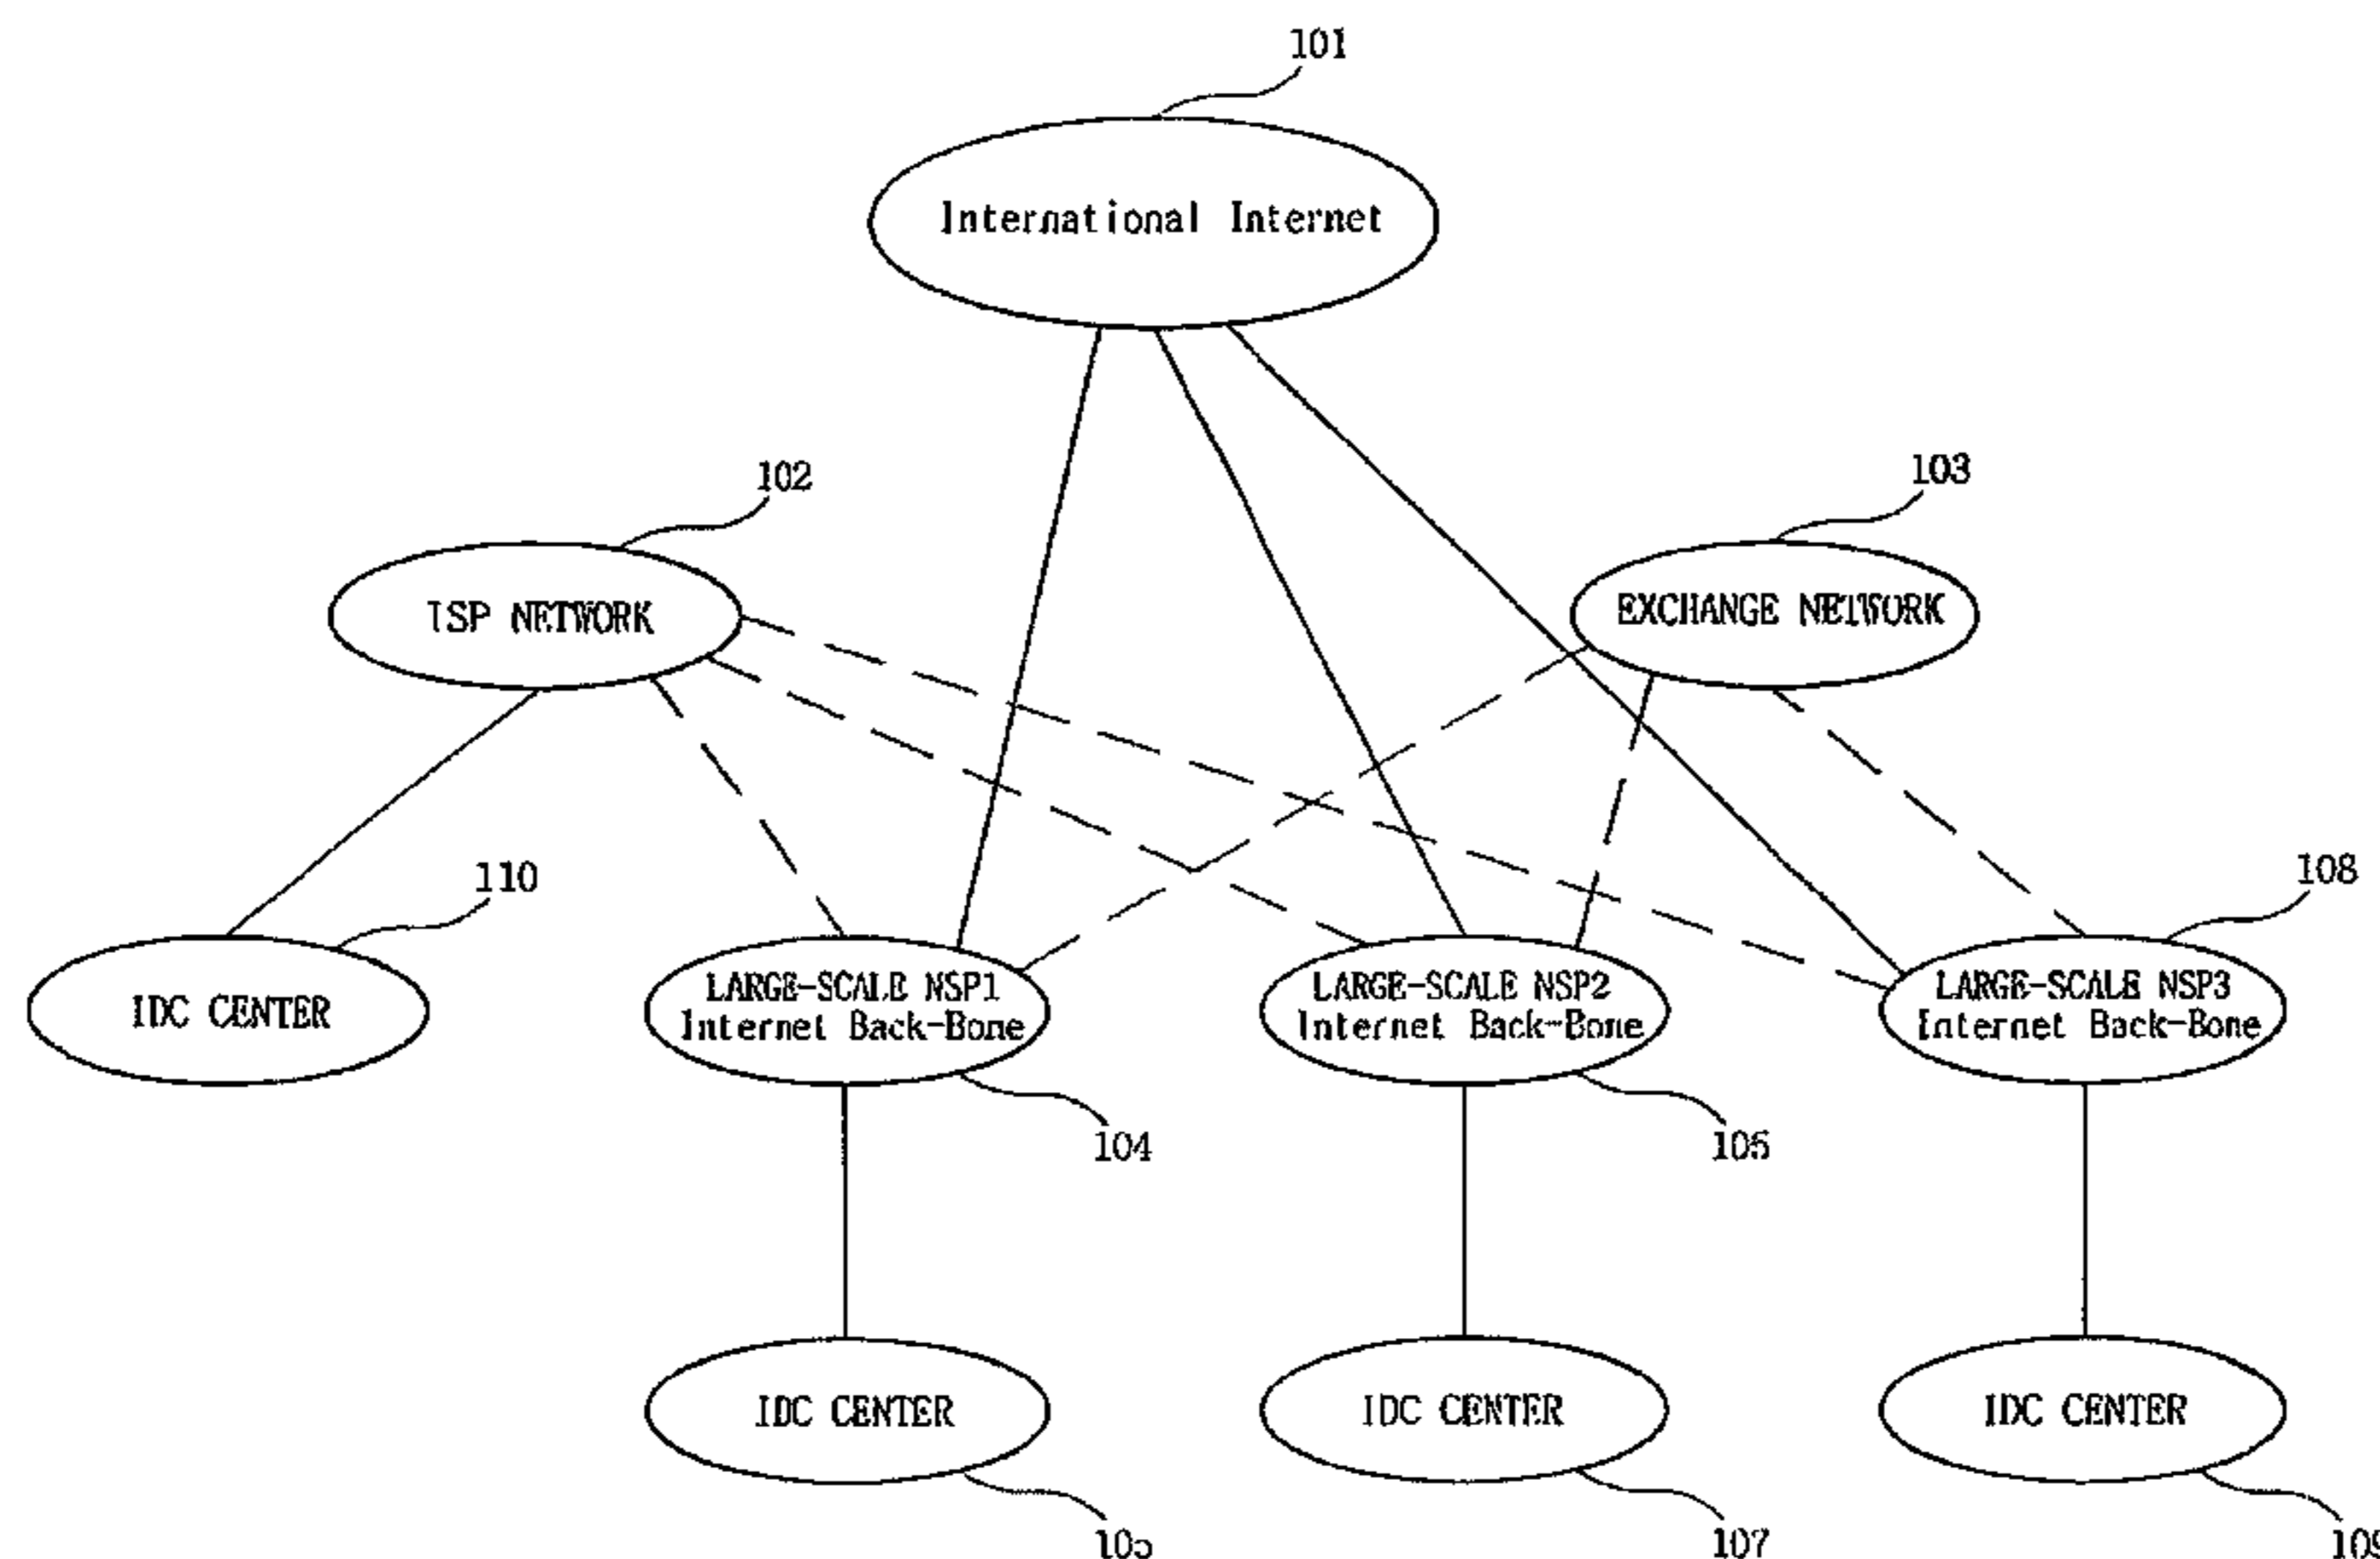 101
International Internet
102
103
ISP NETWORK
EXCHANGE NETWORK
110
108
IDC CENTER
LARGE-SCALE NSP1
Internet Back-Bone
LARGE-SCALE NSP2
Internet Back-Bone
LARGE-SCALE NSP3
Internet Back-Bone
104
106
IDC CENTER
IDC CENTER
IDC CENTER
105
107
109